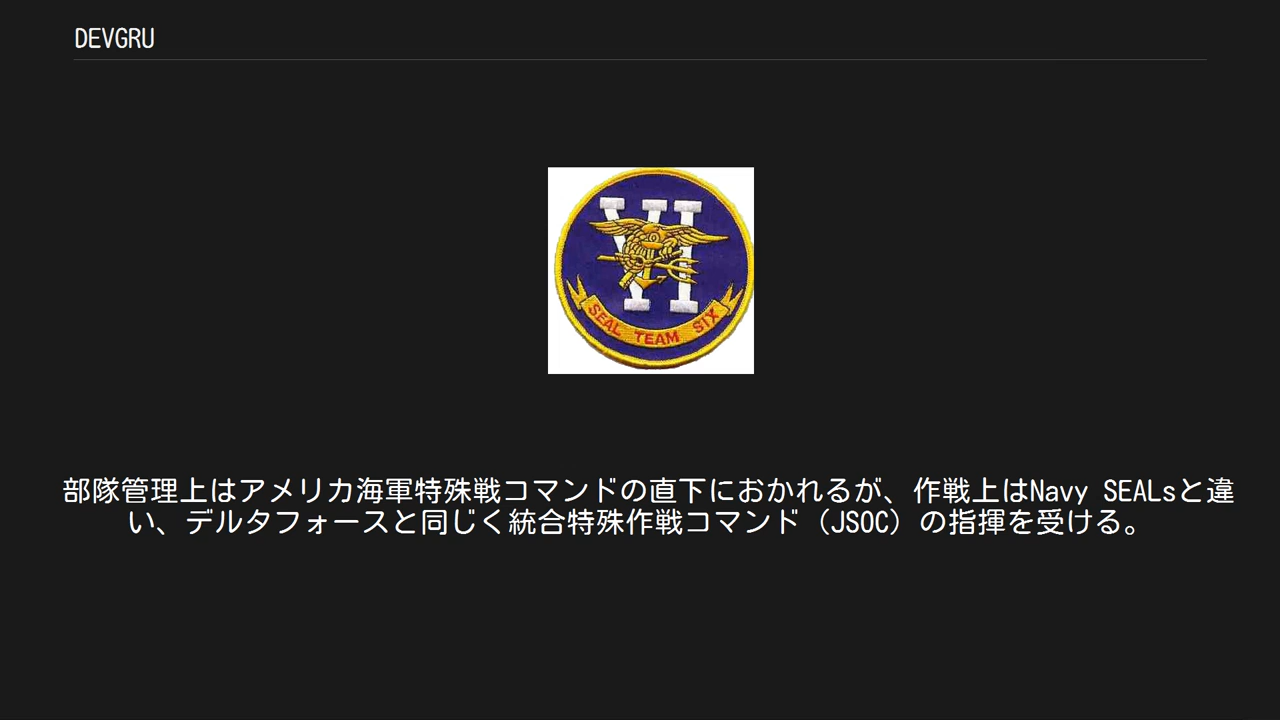 DEVGRU
VI
SEAL TEAM SIX
部隊管理上はアメリカ海軍特殊戦コマンドの直下におかれるが、作戦上はNavy SEALsと違
い、デルタフォースと同じく統合特殊作戦コマンド（JSOC）の指揮を受ける。